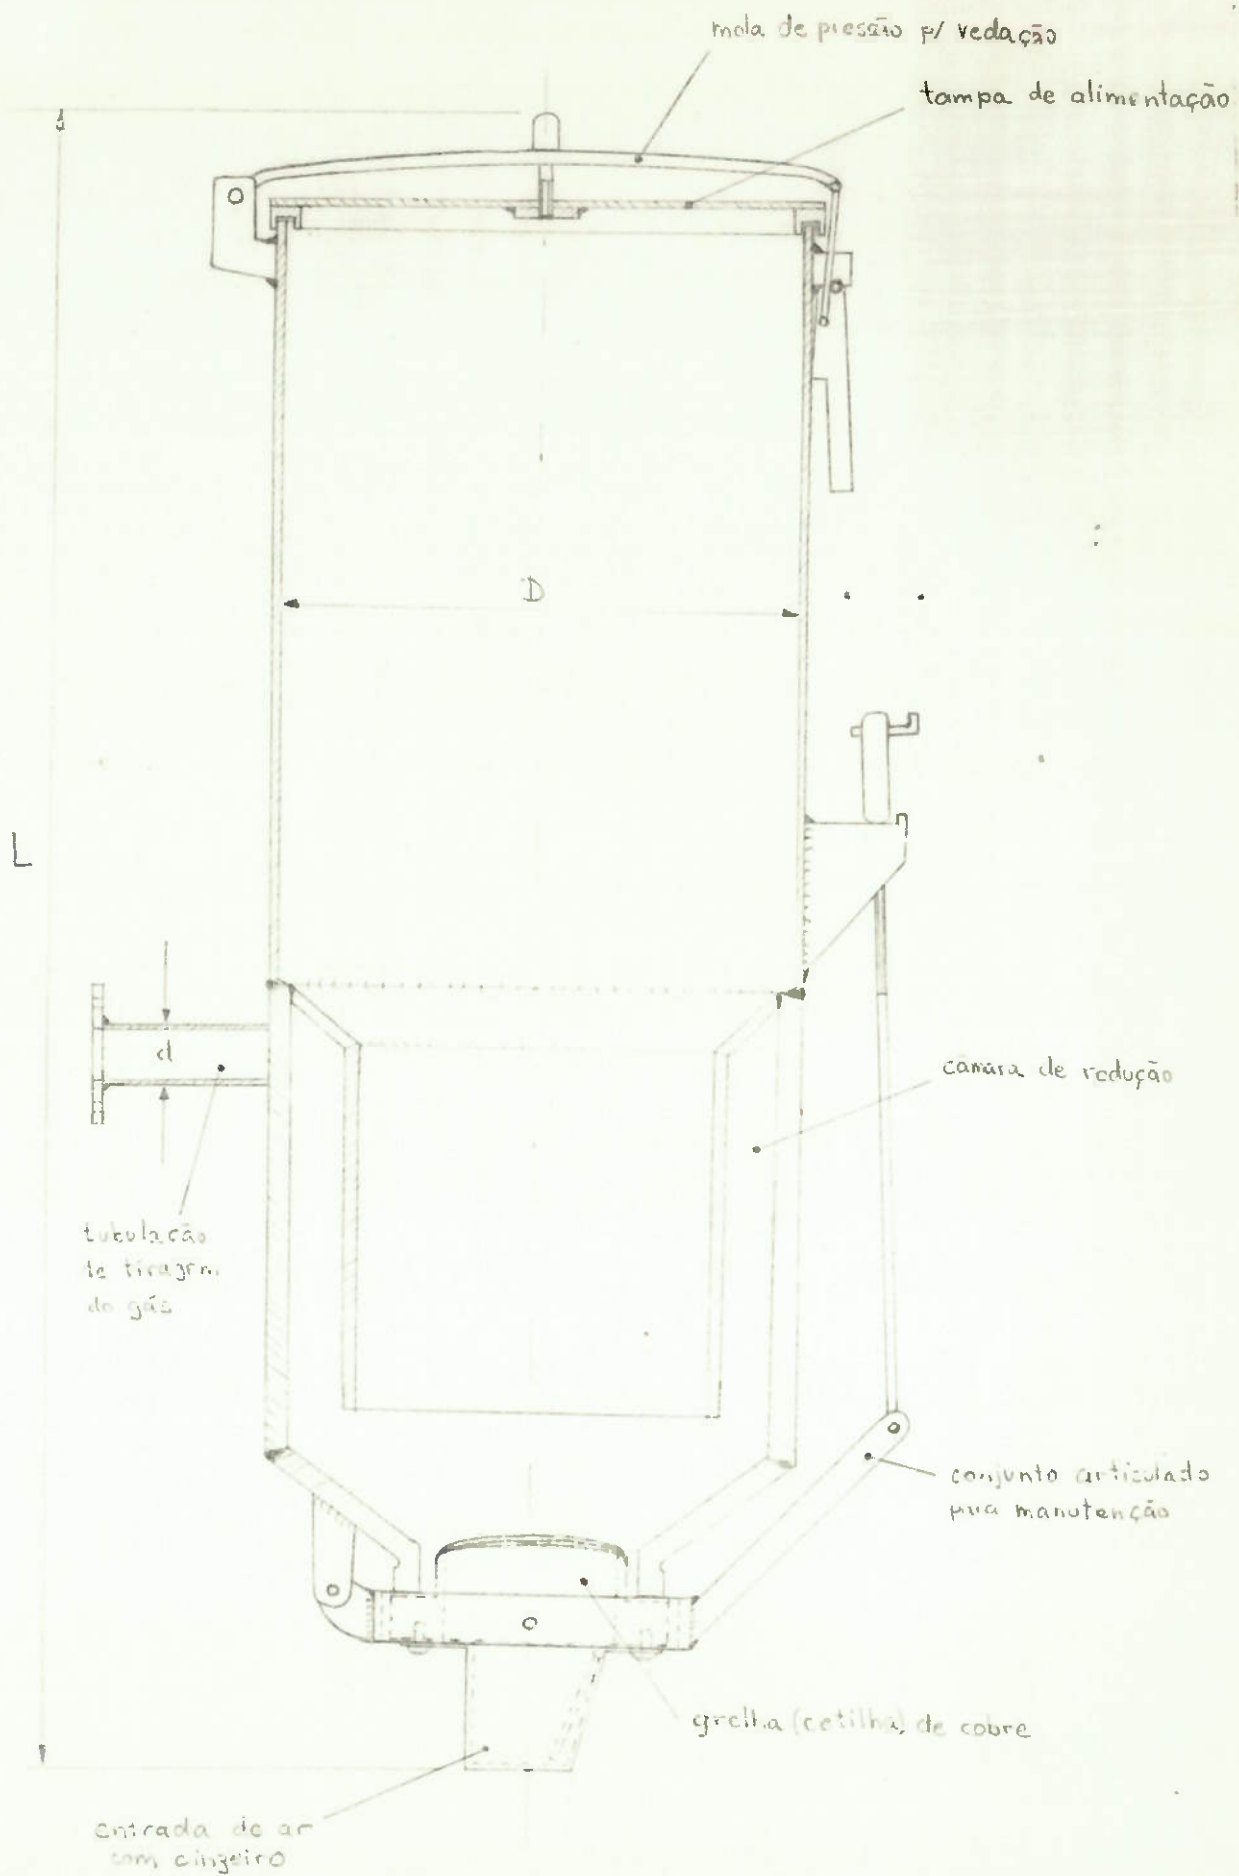 mola de pressão p/ vedação
tampa de alimentação
D
L
d
câmara de redução
tubulação
de tiragem
do gás
conjunto articulado
para manutenção
grelha (cetilha) de cobre
entrada de ar
com cinzeiro